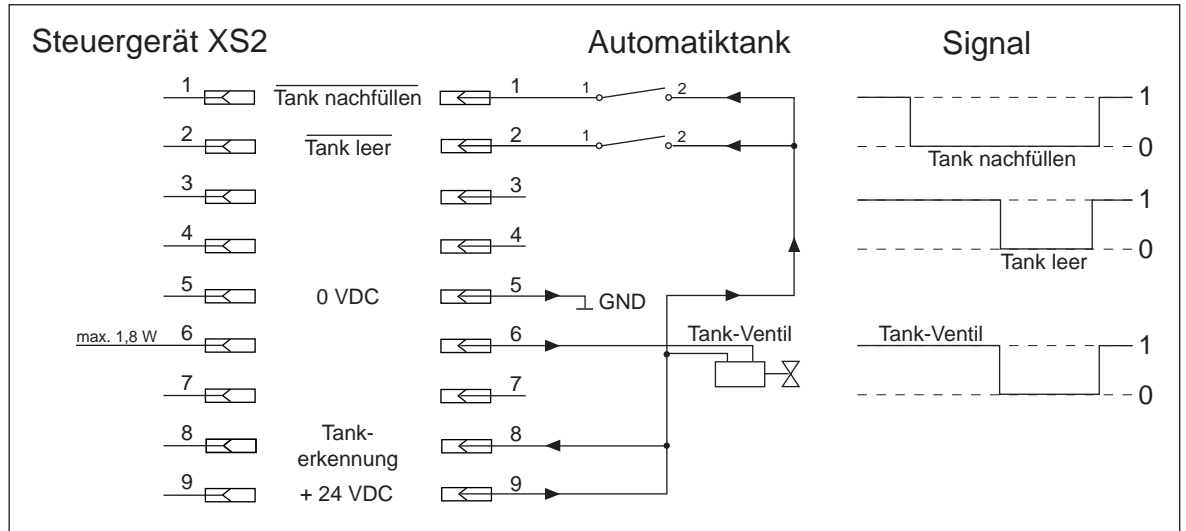 Steuergerät XS2 Automatiktank Signal
1 Tank nachfüllen 1 1 2 1
2 Tank leer 2 1 2 0
Tank nachfüllen
3 3
1
4 4 0
Tank leer
5 0 VDC 5 GND
max. 1,8 W 6 6 Tank-Ventil Tank-Ventil 1
7 7 0
8 Tank- 8
erkennung
9 + 24 VDC 9